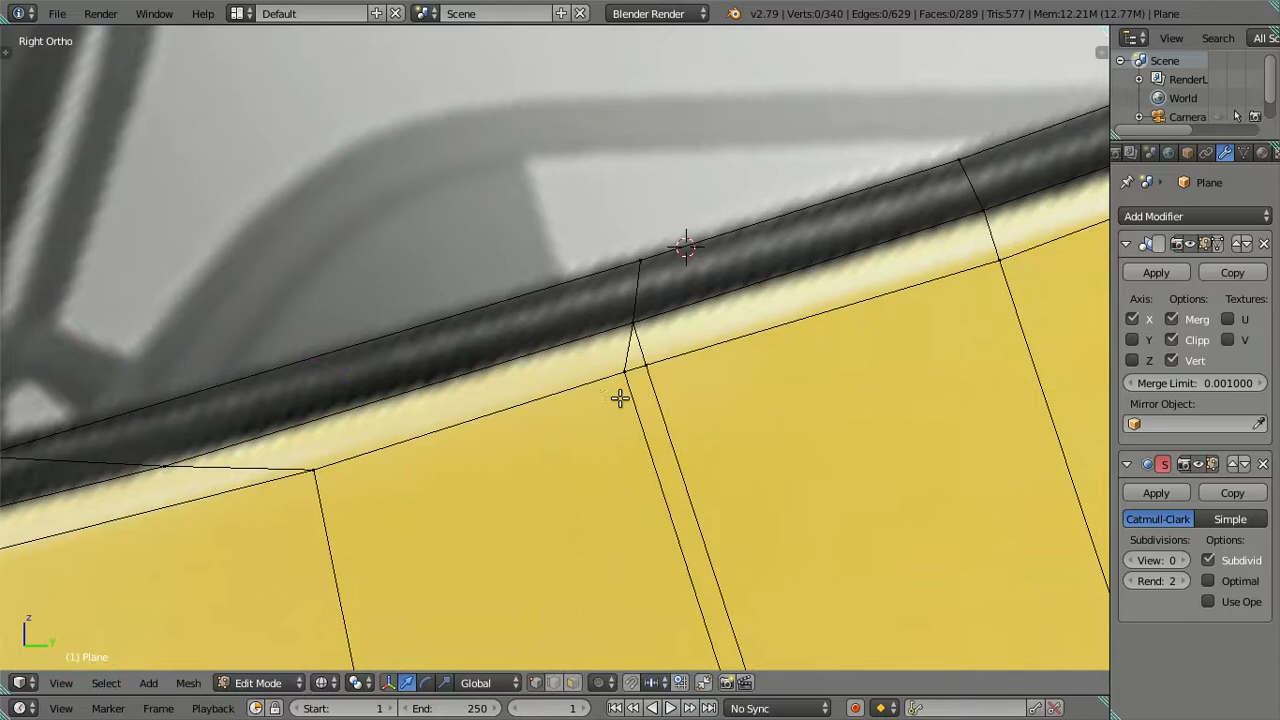 File Render Window Help Default Scene Blender Render v2.79 | Verts:0/340 | Edges:0/629 | Faces:0/289 | Tris:577 | Mem:12.21M (12.77M) | Plane
Right Ortho
View Search All Sc
Scene
RenderL
World
Camera
Plane
Add Modifier
Apply Copy
Axis: Options: Textures:
X Merg U
Y Clipp V
Z Vert
Merge Limit: 0.001000
Mirror Object:
S
Apply Copy
Catmull-Clark Simple
Subdivisions: Options:
View: 0 Subdivid
Rend: 2 Optimal
Use Ope
z
y
(1) Plane
View Select Add Mesh Edit Mode Global
View Marker Frame Playback Start: 1 End: 250 1 No Sync